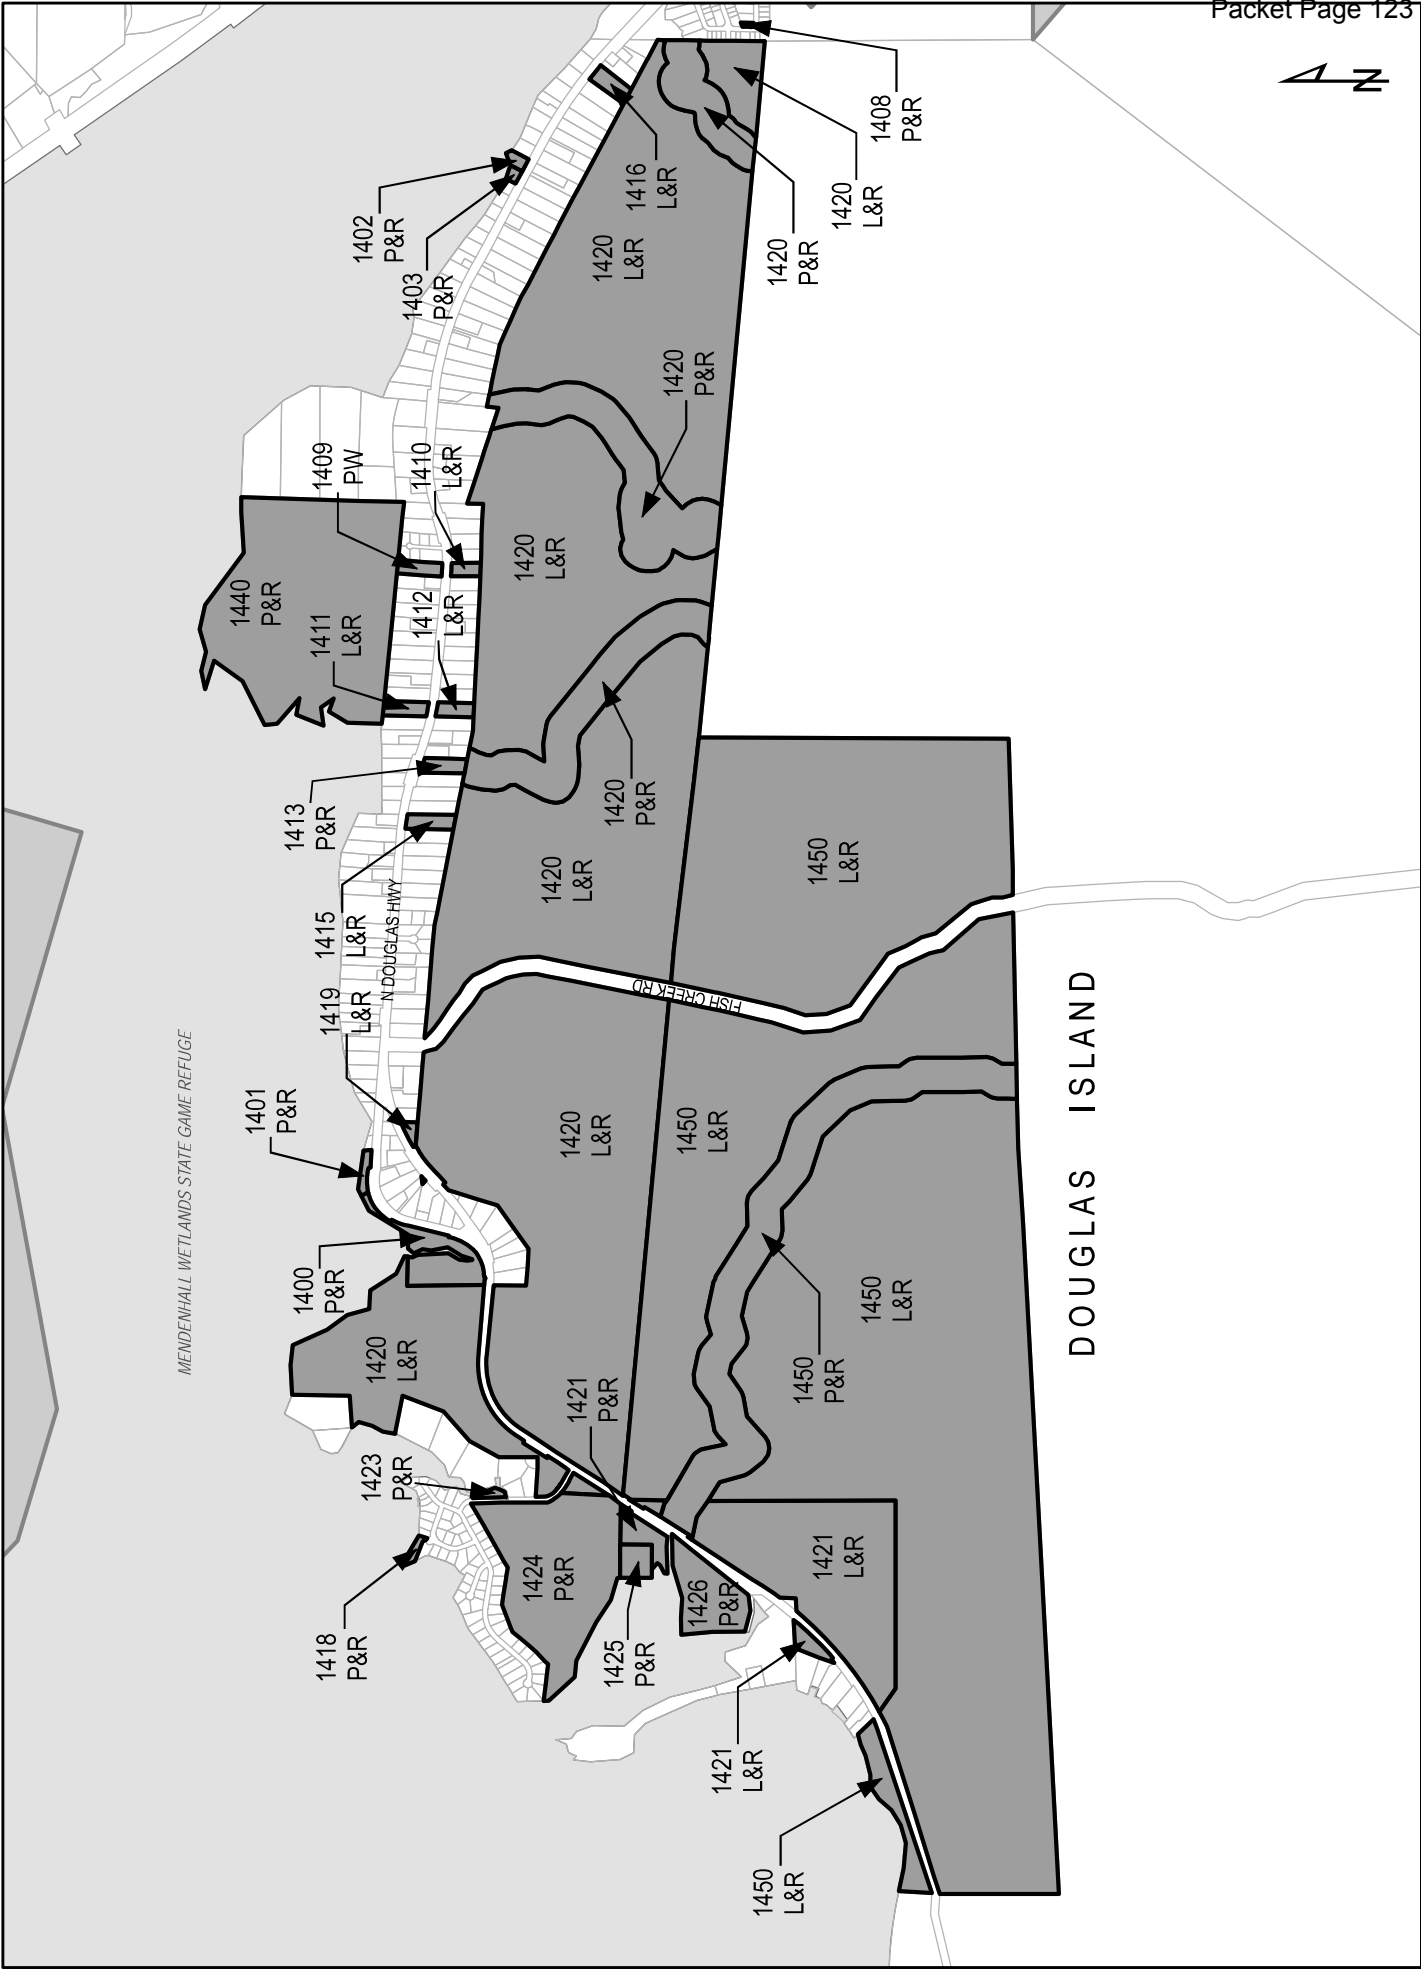 Packet Page 123
N
1408
P&R
1402
P&R
1403
P&R
1416
L&R
1420
L&R
1420
P&R
1420
L&R
1420
P&R
1409
PW
1410
L&R
1440
P&R
1411
L&R
1412
L&R
1420
L&R
1413
P&R
1420
P&R
1415
L&R
1420
L&R
1450
L&R
N DOUGLAS HWY
1419
L&R
FISH CREEK RD
MENDENHALL WETLANDS STATE GAME REFUGE
1401
P&R
1420
L&R
1450
L&R
DOUGLAS ISLAND
1400
P&R
1420
L&R
1421
P&R
1450
P&R
1450
L&R
1423
P&R
1418
P&R
1424
P&R
1425
P&R
1426
P&R
1421
L&R
1421
L&R
1450
L&R